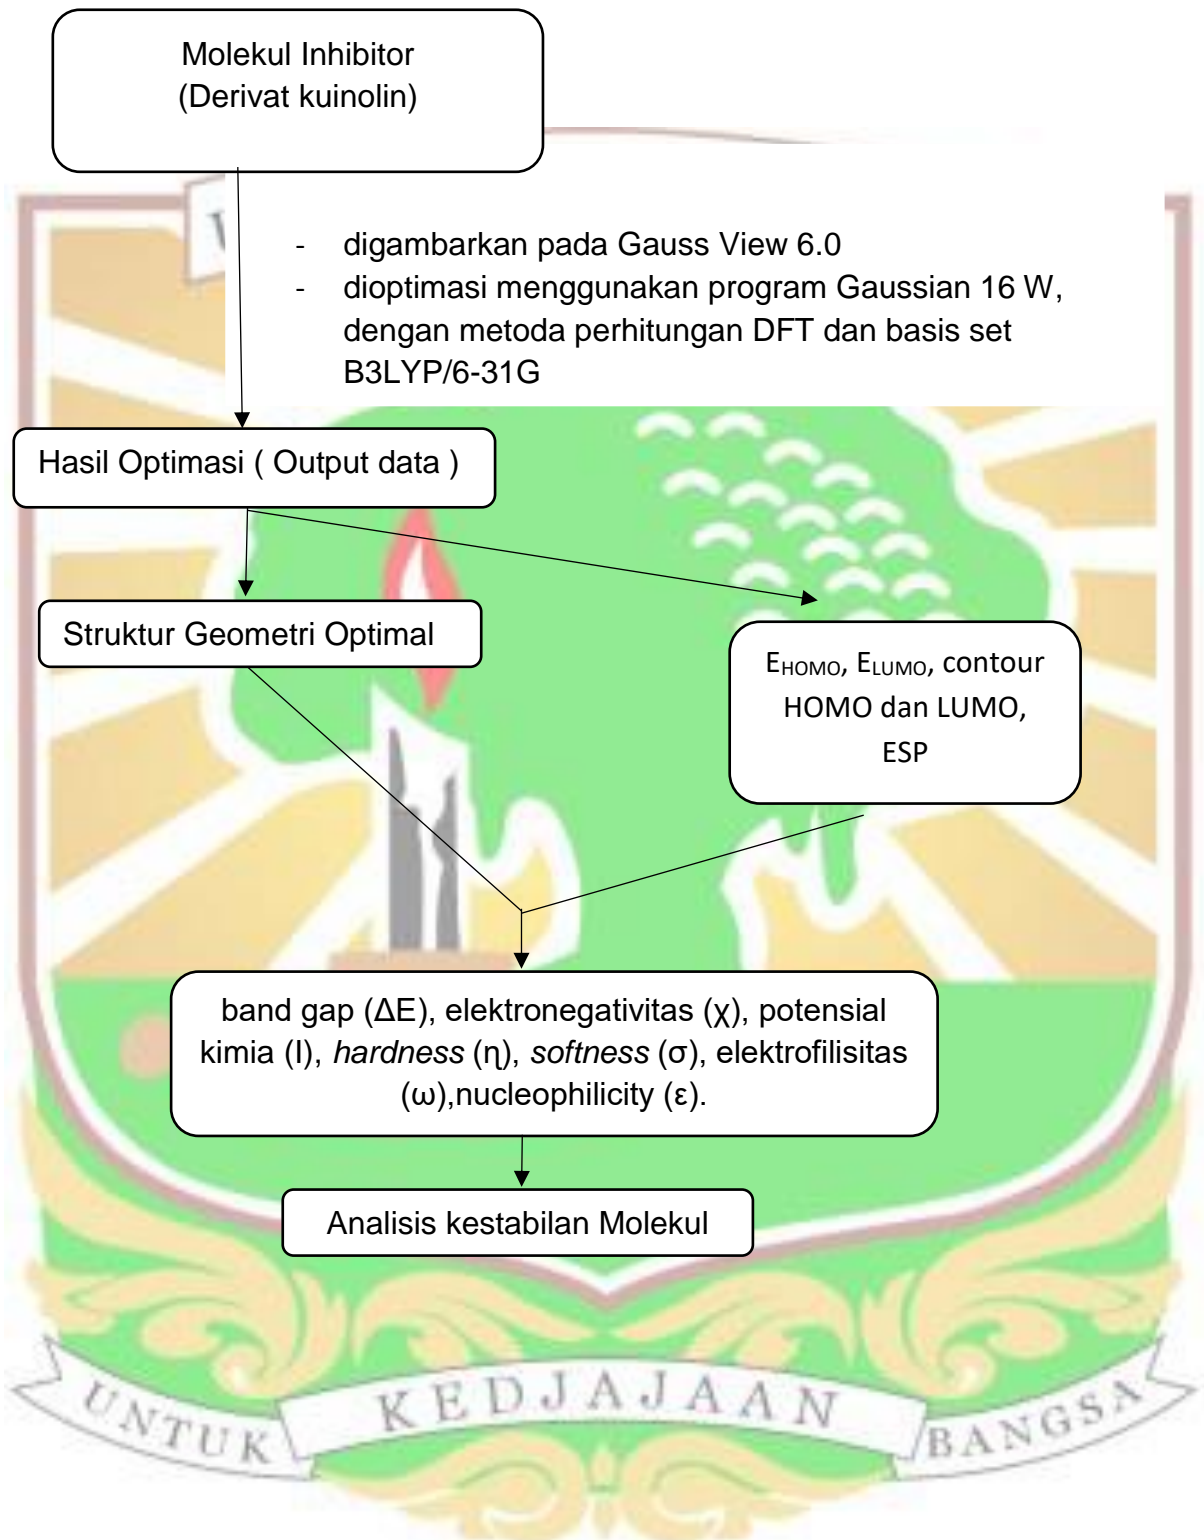 Molekul Inhibitor
(Derivat kuinolin)
- digambarkan pada Gauss View 6.0
- dioptimasi menggunakan program Gaussian 16 W,
dengan metoda perhitungan DFT dan basis set
B3LYP/6-31G
Hasil Optimasi ( Output data )
Struktur Geometri Optimal
EHOMO, ELUMO, contour
HOMO dan LUMO,
ESP
band gap (ΔE), elektronegativitas (χ), potensial
kimia (I), hardness (η), softness (σ), elektrofilisitas
(ω),nucleophilicity (ε).
Analisis kestabilan Molekul
UNTUK KEDJAJAAN BANGSA